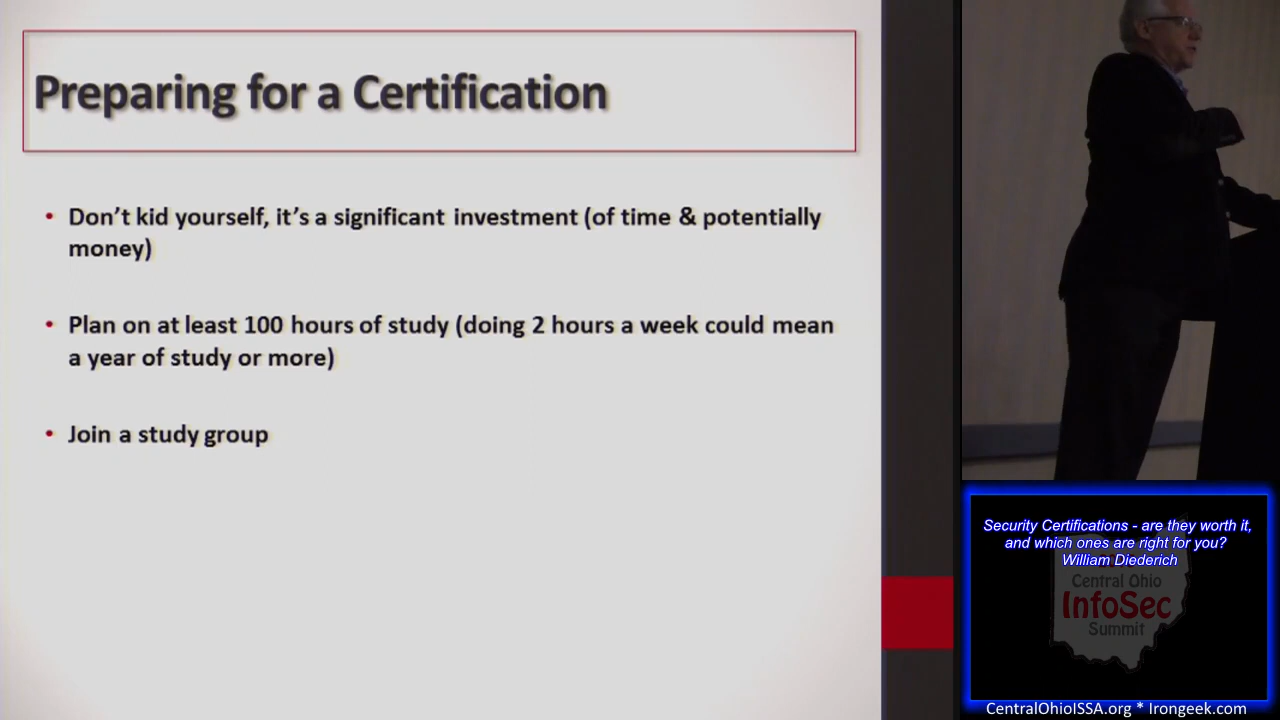 Preparing for a Certification
• Don't kid yourself, it's a significant investment (of time & potentially
money)
• Plan on at least 100 hours of study (doing 2 hours a week could mean
a year of study or more)
• Join a study group
Security Certifications - are they worth it,
and which ones are right for you?
William Diederich
Central Ohio
InfoSec
Summit
CentralOhioISSA.org * Irongeek.com